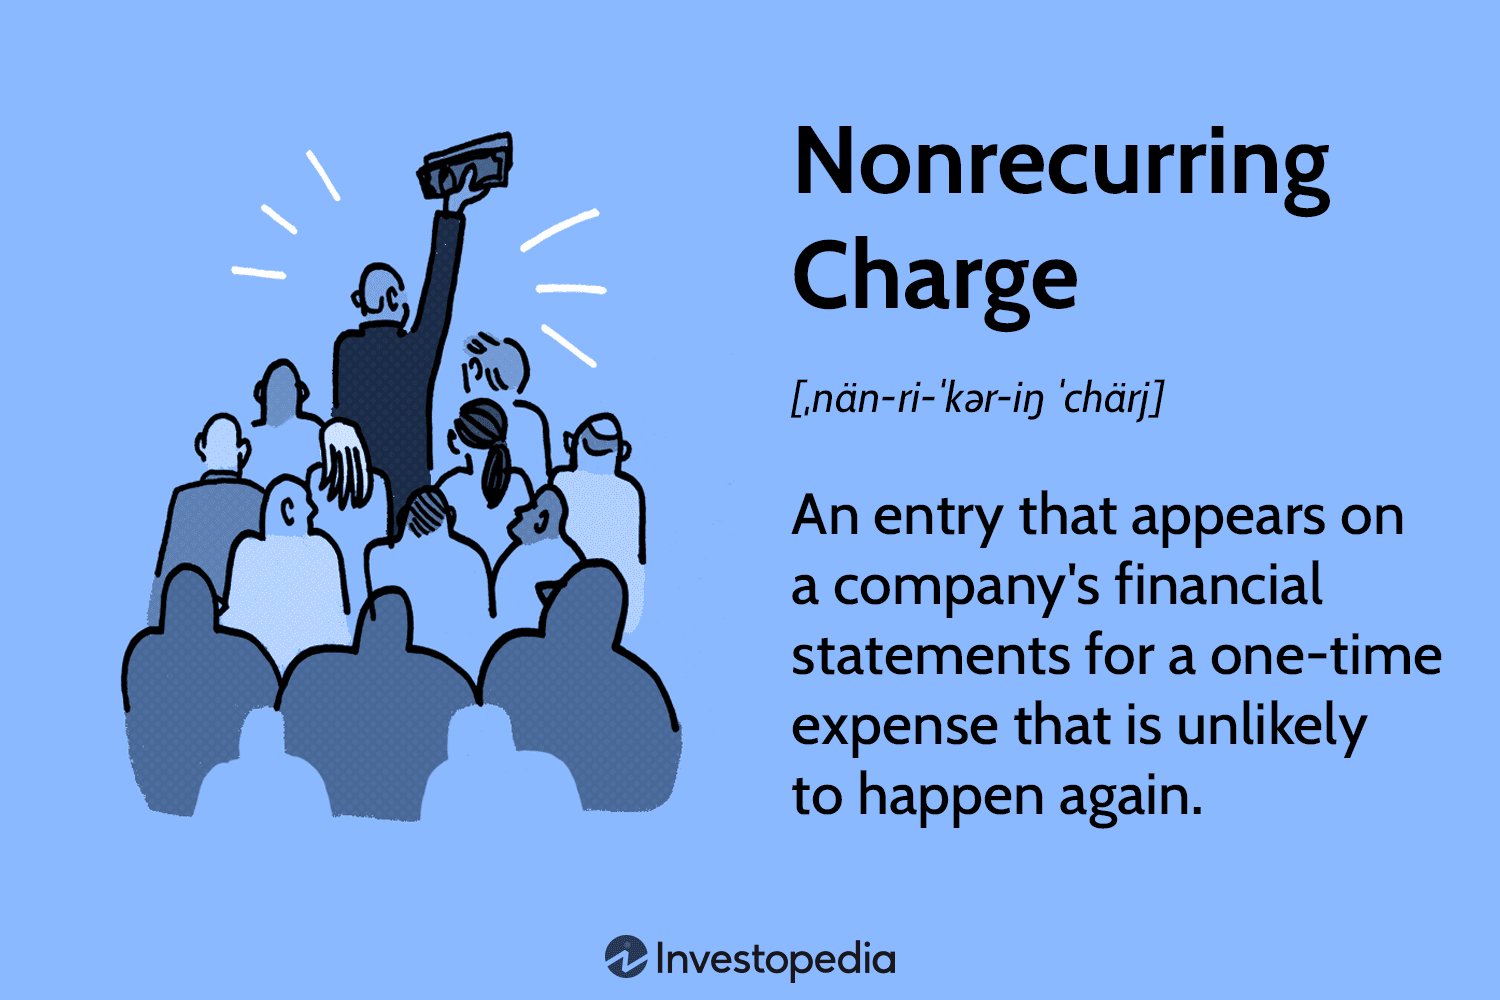 Nonrecurring
Charge
[ˌnän-ri-ˈkər-iŋ ˈchärj]
An entry that appears on
a company's financial
statements for a one-time
expense that is unlikely
to happen again.
Investopedia